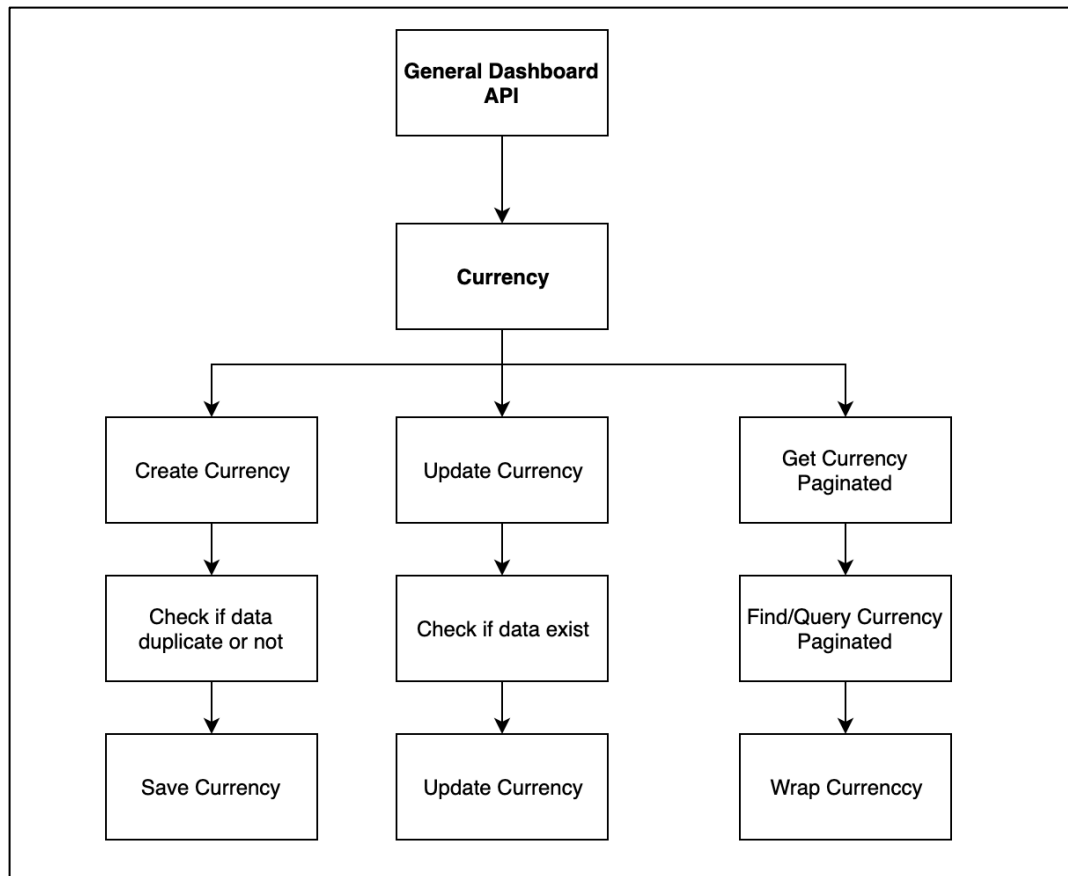 General Dashboard
API
Currency
Create Currency
Update Currency
Get Currency
Paginated
Check if data
duplicate or not
Check if data exist
Find/Query Currency
Paginated
Save Currency
Update Currency
Wrap Currenccy